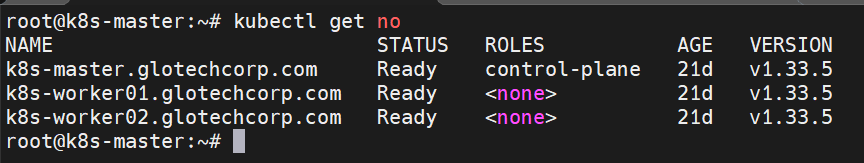 root@k8s-master:~# kubectl get no
NAME STATUS ROLES AGE VERSION
k8s-master.glotechcorp.com Ready control-plane 21d v1.33.5
k8s-worker01.glotechcorp.com Ready <none> 21d v1.33.5
k8s-worker02.glotechcorp.com Ready <none> 21d v1.33.5
root@k8s-master:~#